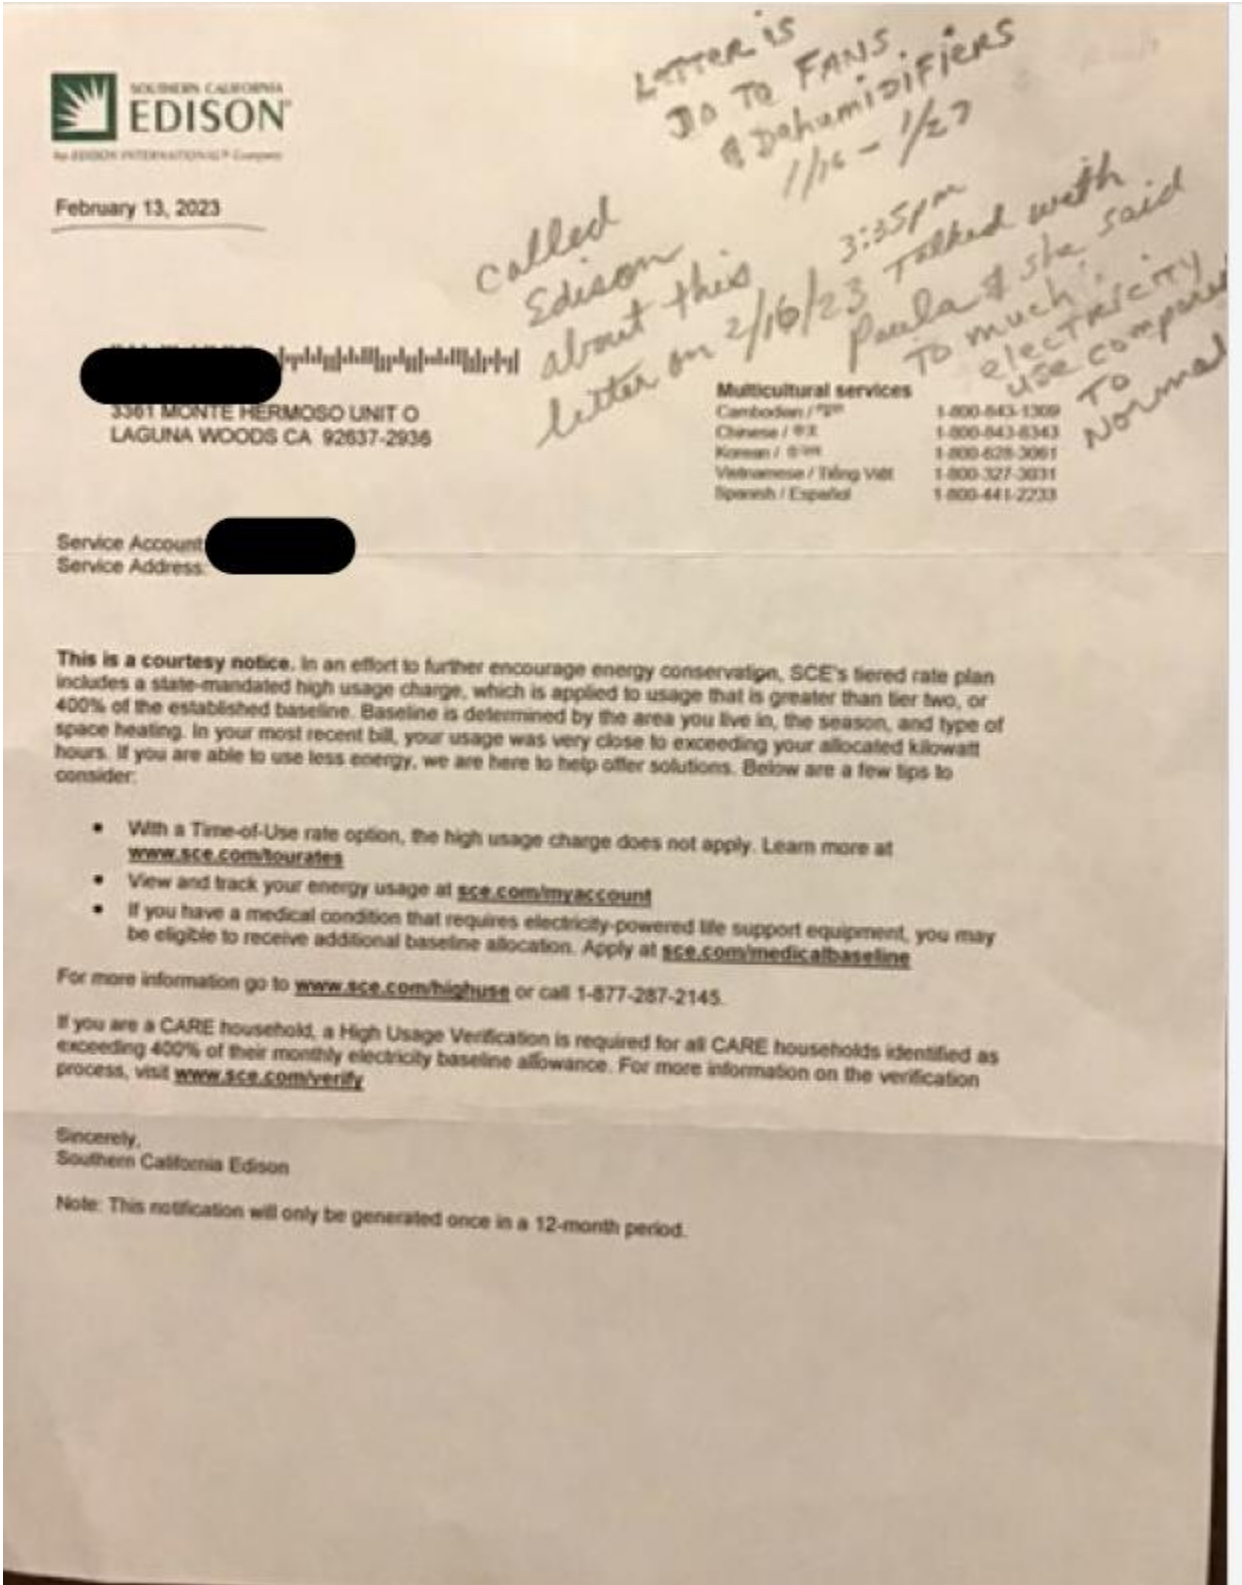 LETTER is
DO TO FANS.
& Dahumidifiers
1/16 - 1/27
SOUTHERN CALIFORNIA
EDISON®
An EDISON INTERNATIONAL® Company
February 13, 2023
called
Edison
about this
letter on 2/16/23
3:35pm
Talked with
Paula & she said
To much
electricity
use compared
TO
Normal
3361 MONTE HERMOSO UNIT O
LAGUNA WOODS CA 92637-2936
Multicultural services
Cambodian / 1-800-843-1309
Chinese / 中文 1-800-843-8343
Korean / 한국어 1-800-628-3061
Vietnamese / Tiếng Việt 1-800-327-3031
Spanish / Español 1-800-441-2233
Service Account:
Service Address:
This is a courtesy notice. In an effort to further encourage energy conservation, SCE's tiered rate plan
includes a state-mandated high usage charge, which is applied to usage that is greater than tier two, or
400% of the established baseline. Baseline is determined by the area you live in, the season, and type of
space heating. In your most recent bill, your usage was very close to exceeding your allocated kilowatt
hours. If you are able to use less energy, we are here to help offer solutions. Below are a few tips to
consider:
• With a Time-of-Use rate option, the high usage charge does not apply. Learn more at
www.sce.com/tourates
• View and track your energy usage at sce.com/myaccount
• If you have a medical condition that requires electricity-powered life support equipment, you may
be eligible to receive additional baseline allocation. Apply at sce.com/medicalbaseline
For more information go to www.sce.com/highuse or call 1-877-287-2145.
If you are a CARE household, a High Usage Verification is required for all CARE households identified as
exceeding 400% of their monthly electricity baseline allowance. For more information on the verification
process, visit www.sce.com/verify
Sincerely,
Southern California Edison
Note: This notification will only be generated once in a 12-month period.